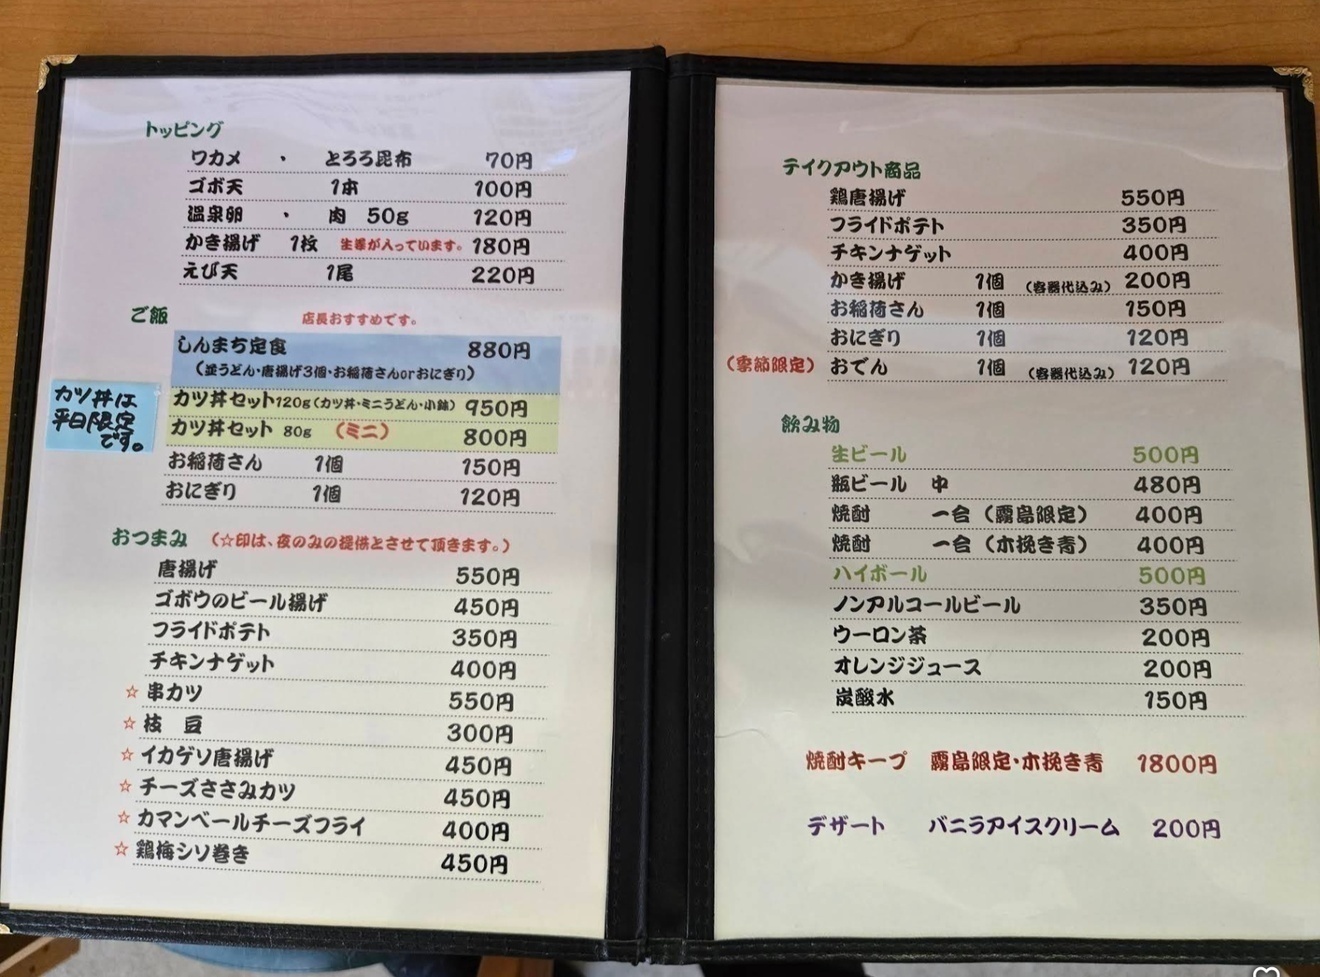 トッピング
ワカメ ・ とろろ昆布 70円
ゴボ天 1本 100円
温泉卵 ・ 肉 50g 120円
かき揚げ 1枚 生姜が入っています。 180円
えび天 1尾 220円
ご飯 店長おすすめです。
しんまち定食 880円
(並うどん・唐揚げ3個・お稲荷さんorおにぎり)
カツ丼セット120g(カツ丼・ミニうどん・小鉢) 950円
カツ丼セット 80g (ミニ) 800円
カツ丼は
平日限定
です。
お稲荷さん 1個 150円
おにぎり 1個 120円
おつまみ (☆印は、夜のみの提供とさせて頂きます。)
唐揚げ 550円
ゴボウのビール揚げ 450円
フライドポテト 350円
チキンナゲット 400円
☆ 串カツ 550円
☆ 枝 豆 300円
☆ イカゲソ唐揚げ 450円
☆ チーズささみカツ 450円
☆ カマンベールチーズフライ 400円
☆ 鶏梅シソ巻き 450円
テイクアウト商品
鶏唐揚げ 550円
フライドポテト 350円
チキンナゲット 400円
かき揚げ 1個 (容器代込み) 200円
お稲荷さん 1個 150円
おにぎり 1個 120円
(季節限定) おでん 1個 (容器代込み) 120円
飲み物
生ビール 500円
瓶ビール 中 480円
焼酎 一合 (霧島限定) 400円
焼酎 一合 (木挽き青) 400円
ハイボール 500円
ノンアルコールビール 350円
ウーロン茶 200円
オレンジジュース 200円
炭酸水 150円
焼酎キープ 霧島限定・木挽き青 1800円
デザート バニラアイスクリーム 200円